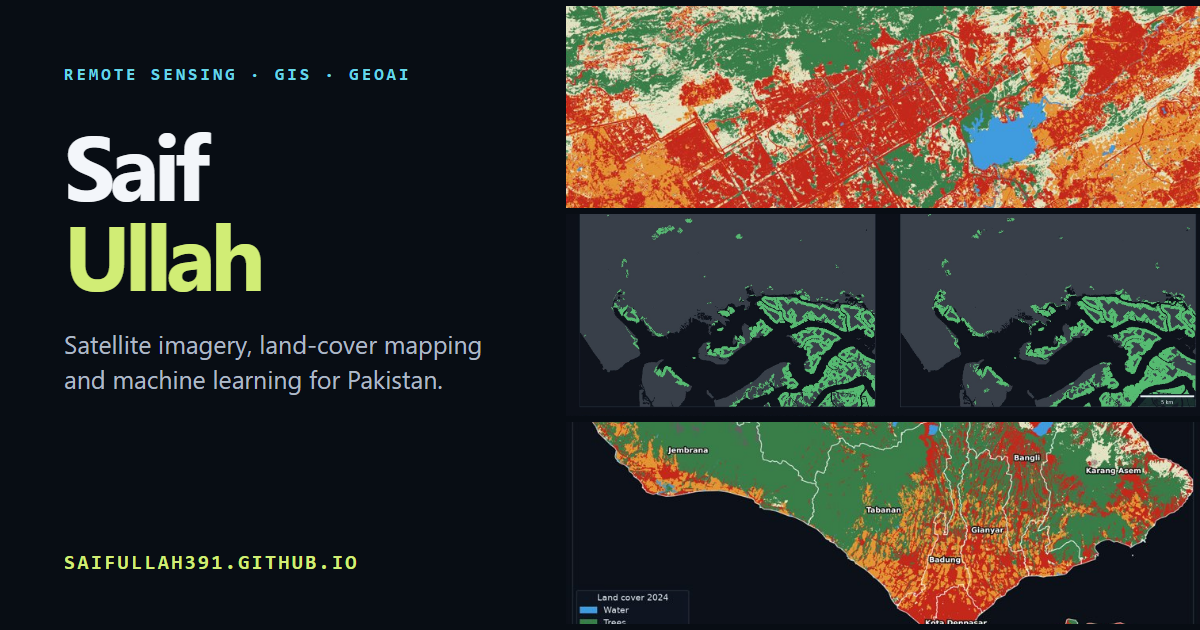 REMOTE SENSING · GIS · GEOAI
Saif
Ullah
Satellite imagery, land-cover mapping
and machine learning for Pakistan.
SAIFULLAH391.GITHUB.IO
5 km
Jembrana
Bangli
Karang Asem
Tabanan
Gianyar
Badung
Kota Denpasar
Land cover 2024
Water
Trees